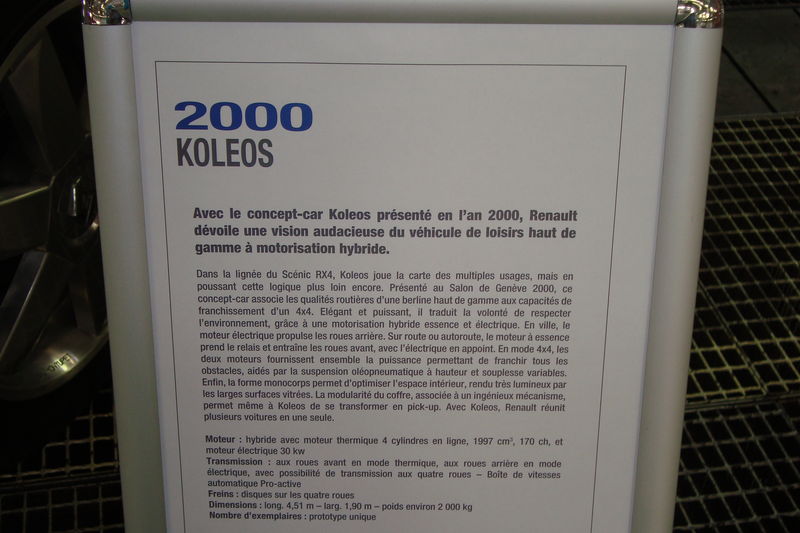 2000
KOLEOS
Avec le concept-car Koleos présenté en l'an 2000, Renault
dévoile une vision audacieuse du véhicule de loisirs haut de
gamme à motorisation hybride.
Dans la lignée du Scénic RX4, Koleos joue la carte des multiples usages, mais en
poussant cette logique plus loin encore. Présenté au Salon de Genève 2000, ce
concept-car associe les qualités routières d'une berline haut de gamme aux capacités de
franchissement d'un 4x4. Elégant et puissant, il traduit la volonté de respecter
l'environnement, grâce à une motorisation hybride essence et électrique. En ville, le
moteur électrique propulse les roues arrière. Sur route ou autoroute, le moteur à essence
prend le relais et entraîne les roues avant, avec l'électrique en appoint. En mode 4x4, les
deux moteurs fournissent ensemble la puissance permettant de franchir tous les
obstacles, aidés par la suspension oléopneumatique à hauteur et souplesse variables.
Enfin, la forme monocorps permet d'optimiser l'espace intérieur, rendu très lumineux par
les larges surfaces vitrées. La modularité du coffre, associée à un ingénieux mécanisme,
permet même à Koleos de se transformer en pick-up. Avec Koleos, Renault réunit
plusieurs voitures en une seule.
Moteur : hybride avec moteur thermique 4 cylindres en ligne, 1997 cm³, 170 ch, et
moteur électrique 30 kw
Transmission : aux roues avant en mode thermique, aux roues arrière en mode
électrique, avec possibilité de transmission aux quatre roues – Boîte de vitesses
automatique Pro-active
Freins : disques sur les quatre roues
Dimensions : long. 4,51 m – larg. 1,90 m – poids environ 2 000 kg
Nombre d'exemplaires : prototype unique